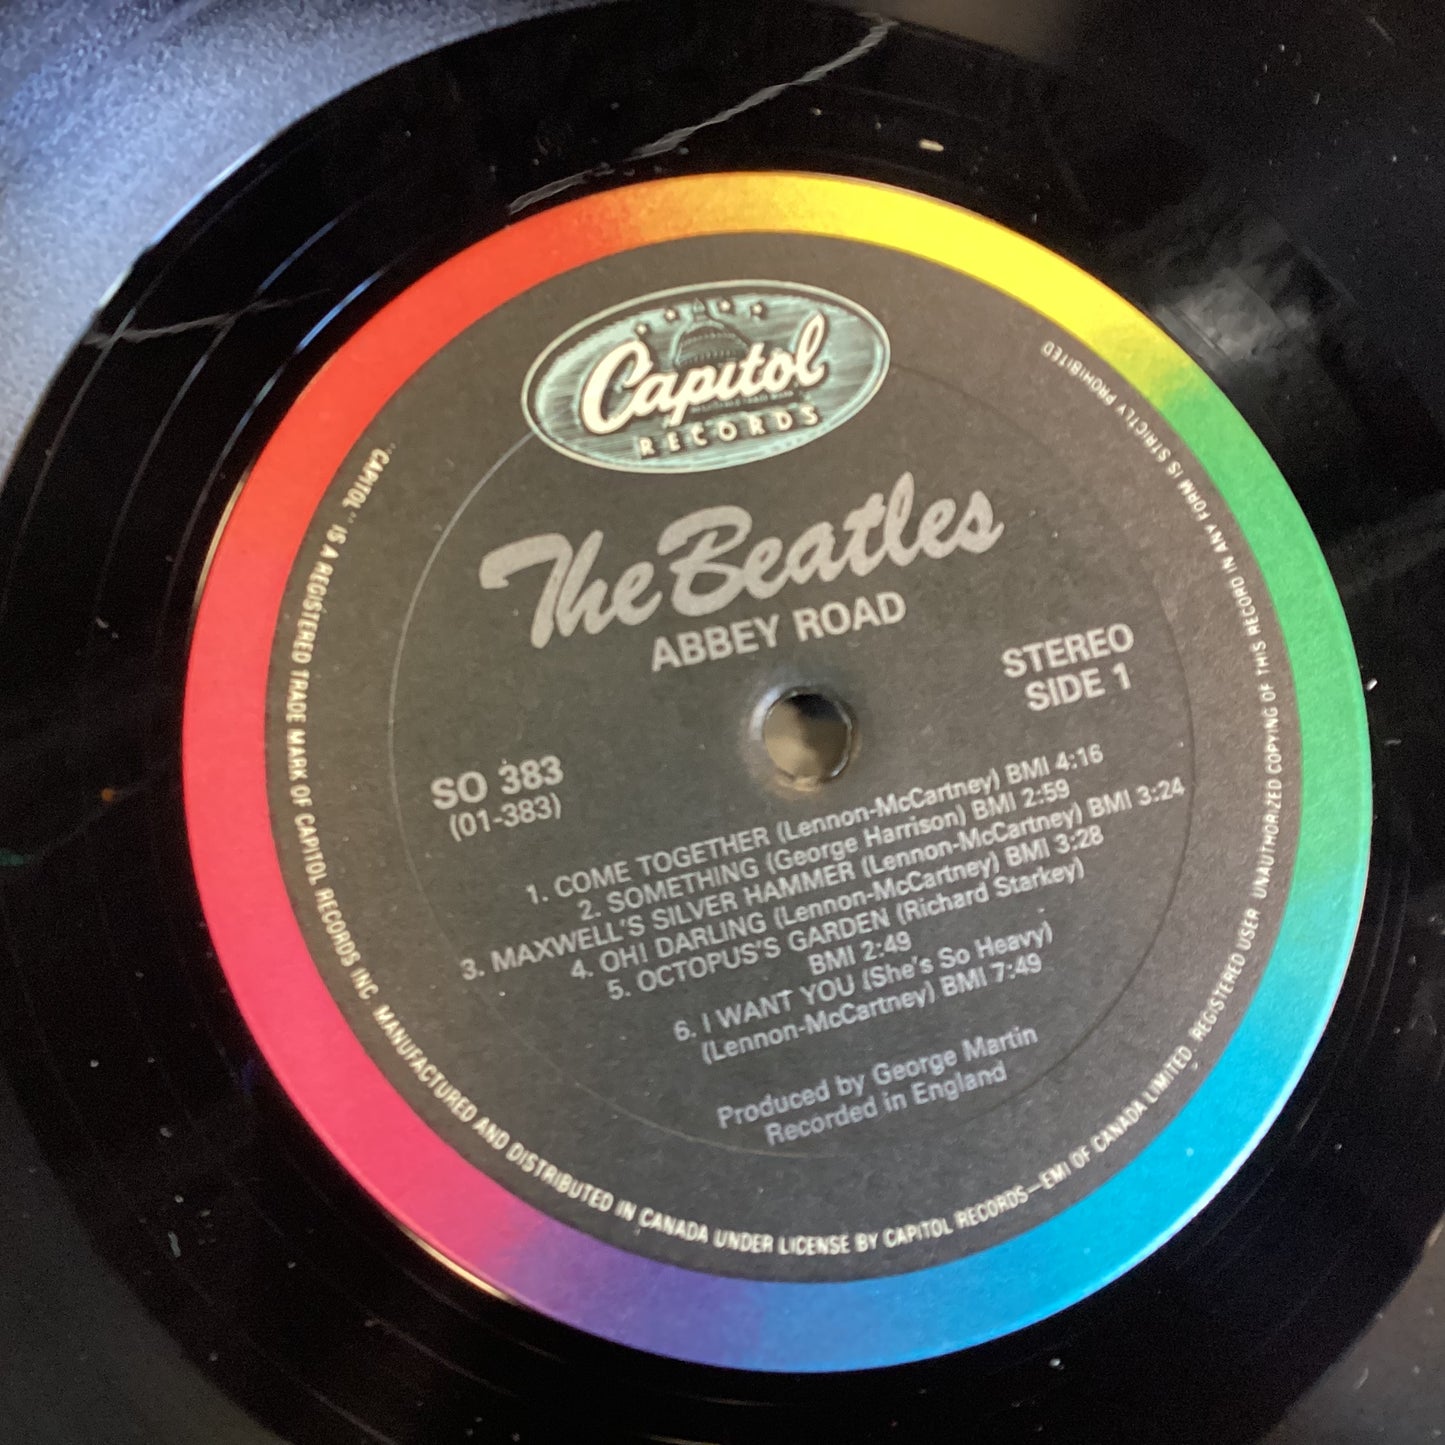 Capitol
RECORDS
The Beatles
ABBEY ROAD
STEREO
SIDE 1
SO 383
(01-383)
1. COME TOGETHER (Lennon-McCartney) BMI 4:16
2. SOMETHING (George Harrison) BMI 2:59
3. MAXWELL'S SILVER HAMMER (Lennon-McCartney) BMI 3:24
4. OH! DARLING (Lennon-McCartney) BMI 3:28
5. OCTOPUS'S GARDEN (Richard Starkey)
BMI 2:49
6. I WANT YOU (She's So Heavy)
(Lennon-McCartney) BMI 7:49
Produced by George Martin
Recorded in England
"CAPITOL" IS A REGISTERED TRADE MARK OF CAPITOL RECORDS INC. MANUFACTURED AND DISTRIBUTED IN CANADA UNDER LICENSE BY CAPITOL RECORDS—EMI OF CANADA LIMITED. REGISTERED USER. UNAUTHORIZED COPYING OF THIS RECORD IN ANY FORM IS STRICTLY PROHIBITED